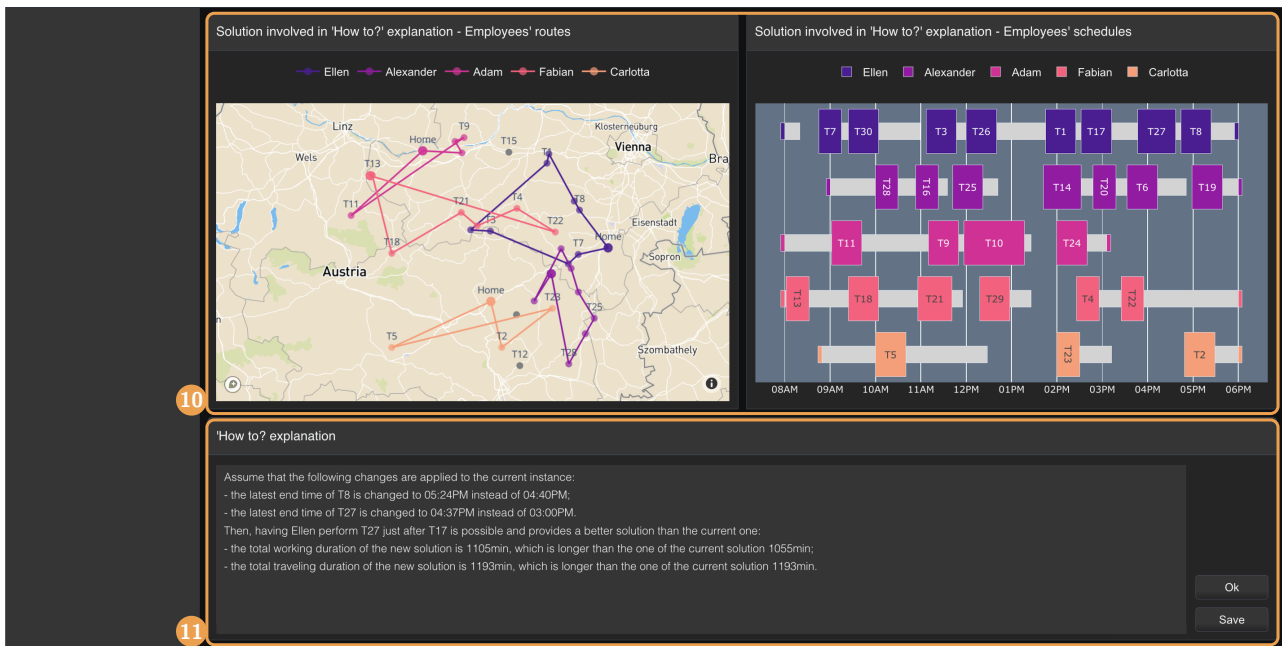 Solution involved in 'How to?' explanation - Employees' routes
Ellen Alexander Adam Fabian Carlotta
Linz
Wels
Home
T9
T15
Klosterneuburg
Vienna
Bra
T1
T13
T11
T18
T21
T4
T3
T22
T8
T7
Home
Eisenstadt
Sopron
Austria
Home
T23
T25
T5
T2
T12
T28
Szombathely
n
Solution involved in 'How to?' explanation - Employees' schedules
Ellen Alexander Adam Fabian Carlotta
T7 T30 T3 T26 T1 T17 T27 T8
T28 T16 T25 T14 T20 T6 T19
T11 T9 T10 T24
T13 T18 T21 T29 T4 T22
T5 T23 T2
08AM 09AM 10AM 11AM 12PM 01PM 02PM 03PM 04PM 05PM 06PM
10
'How to? explanation
Assume that the following changes are applied to the current instance:
- the latest end time of T8 is changed to 05:24PM instead of 04:40PM;
- the latest end time of T27 is changed to 04:37PM instead of 03:00PM.
Then, having Ellen perform T27 just after T17 is possible and provides a better solution than the current one:
- the total working duration of the new solution is 1105min, which is longer than the one of the current solution 1055min;
- the total traveling duration of the new solution is 1193min, which is longer than the one of the current solution 1193min.
Ok
Save
11